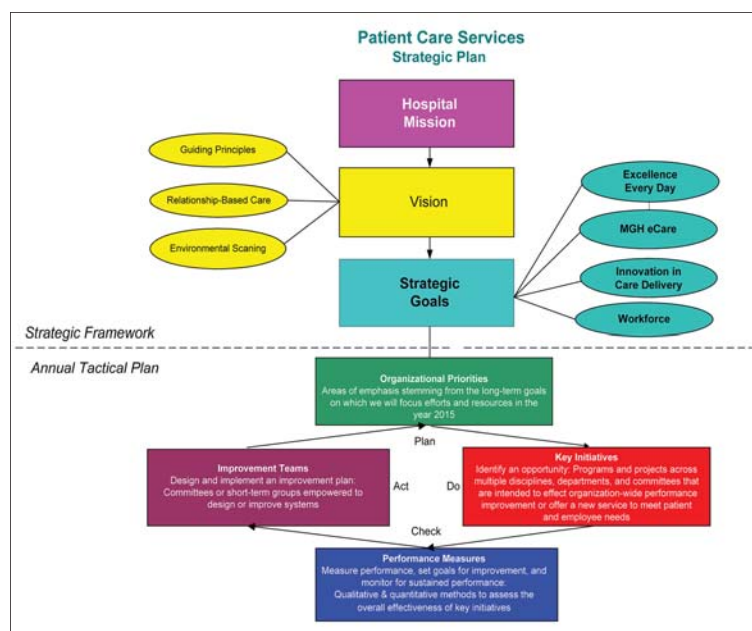 Patient Care Services
Strategic Plan
Hospital
Mission
Guiding Principles
Relationship-Based Care
Environmental Scaning
Vision
Excellence
Every Day
MGH eCare
Innovation in
Care Delivery
Workforce
Strategic
Goals
Strategic Framework
Annual Tactical Plan
Organizational Priorities
Areas of emphasis stemming from the long-term goals
on which we will focus efforts and resources in the
year 2015
Plan
Improvement Teams
Design and implement an improvement plan:
Committees or short-term groups empowered to
design or improve systems
Act
Do
Key Initiatives
Identify an opportunity: Programs and projects across
multiple disciplines, departments, and committees that
are intended to effect organization-wide performance
improvement or offer a new service to meet patient
and employee needs
Check
Performance Measures
Measure performance, set goals for improvement, and
monitor for sustained performance:
Qualitative & quantitative methods to assess the
overall effectiveness of key initiatives